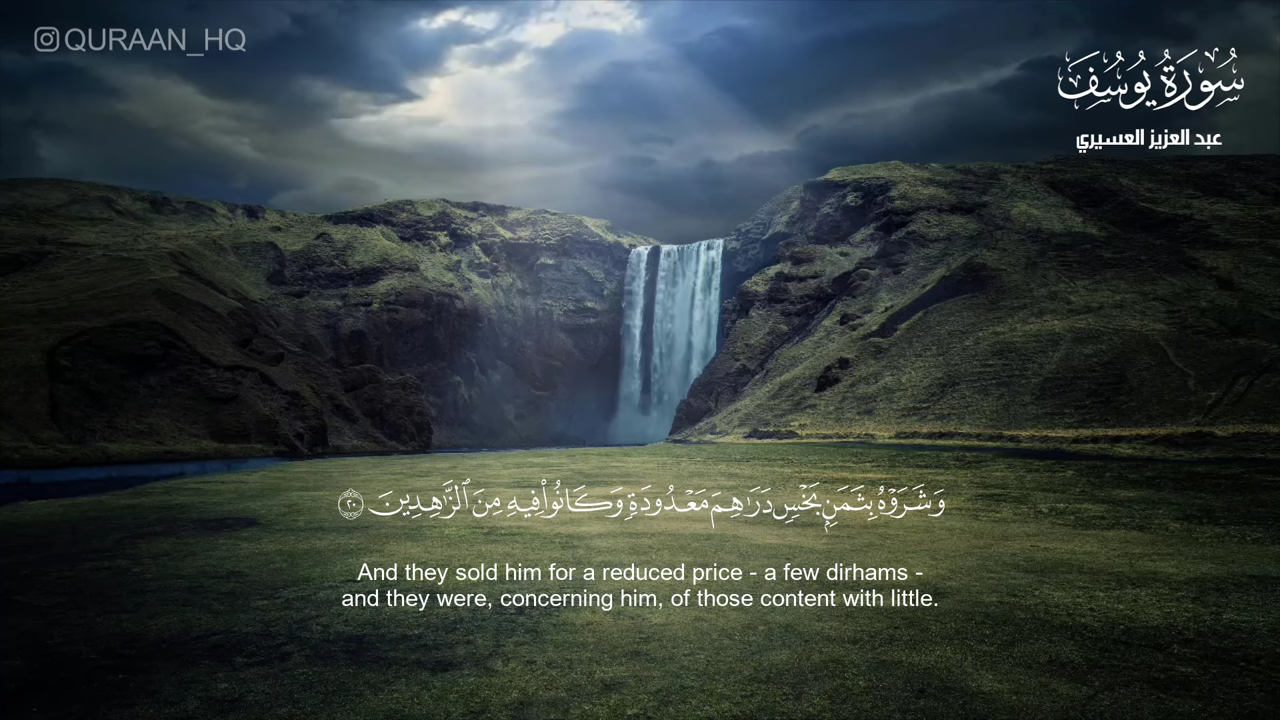 QURAAN_HQ
سُورَةُ يُوسُفَ
عبد العزيز العسيري
وَشَرَوْهُ بِثَمَنٍۭ بَخْسٍ دَرَٰهِمَ مَعْدُودَةٍ وَكَانُوا۟ فِيهِ مِنَ ٱلزَّٰهِدِينَ ٢٠
And they sold him for a reduced price - a few dirhams -
and they were, concerning him, of those content with little.